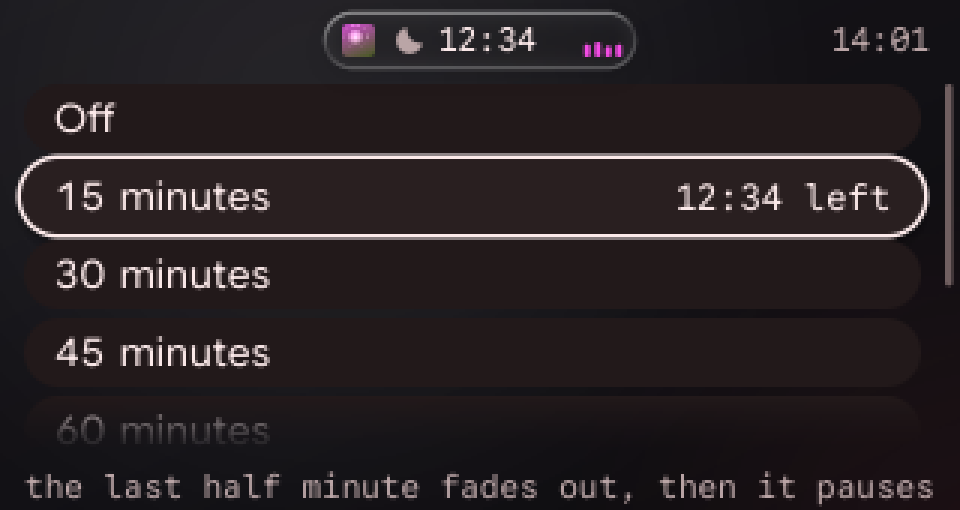 12:34 14:01
Off
15 minutes 12:34 left
30 minutes
45 minutes
60 minutes
the last half minute fades out, then it pauses